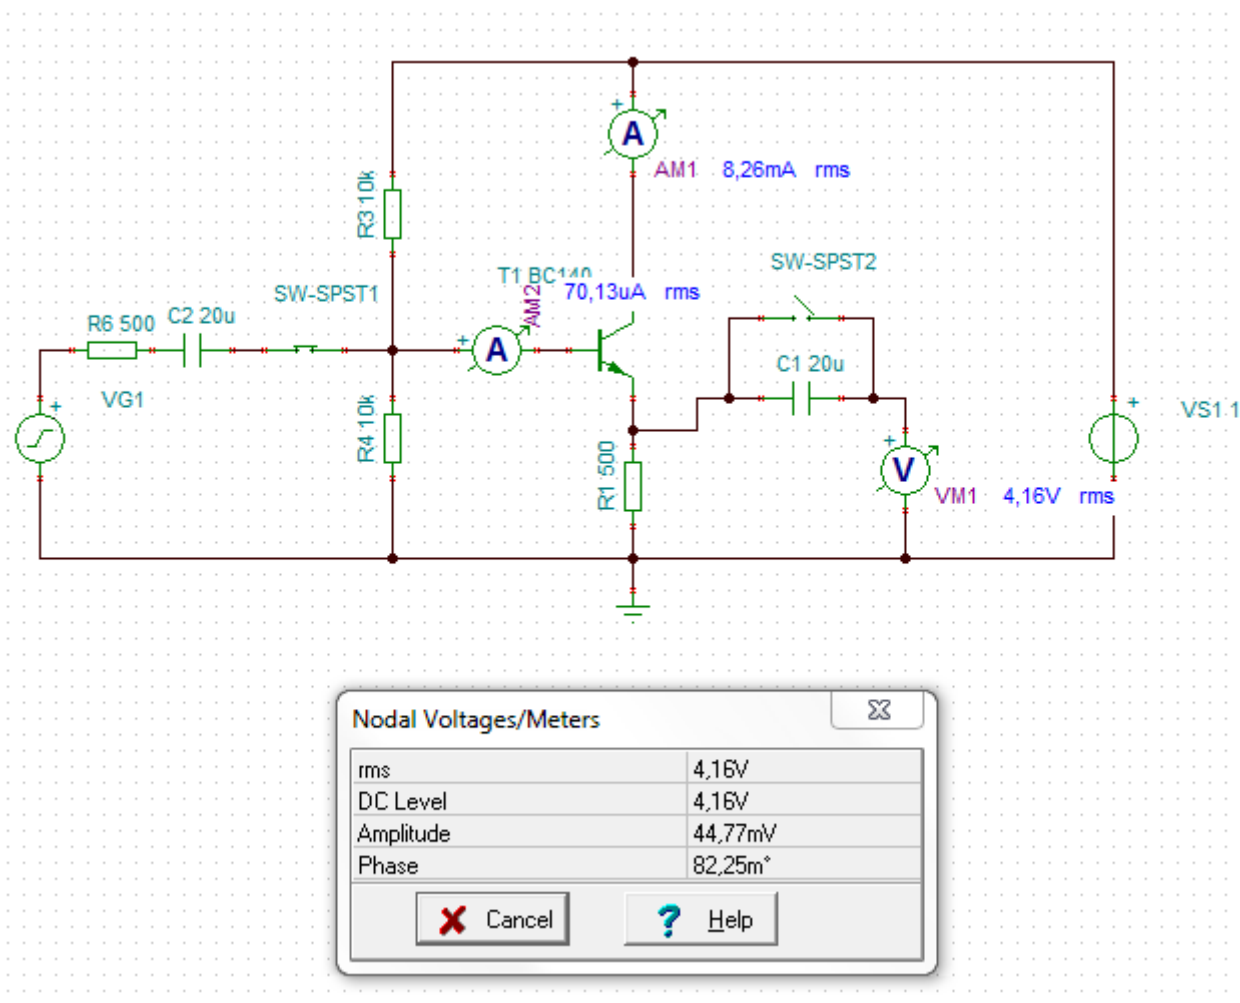 +
A
AM1 8,26mA rms
R3 10k
T1 BC140
AM2
70,13uA rms
SW-SPST2
SW-SPST1
R6 500
C2 20u
+
A
C1 20u
VG1
+
R4 10k
+
VS1 1
R1 500
+
V
VM1 4,16V rms
Nodal Voltages/Meters
rms 4,16V
DC Level 4,16V
Amplitude 44,77mV
Phase 82,25m°
Cancel
? Help